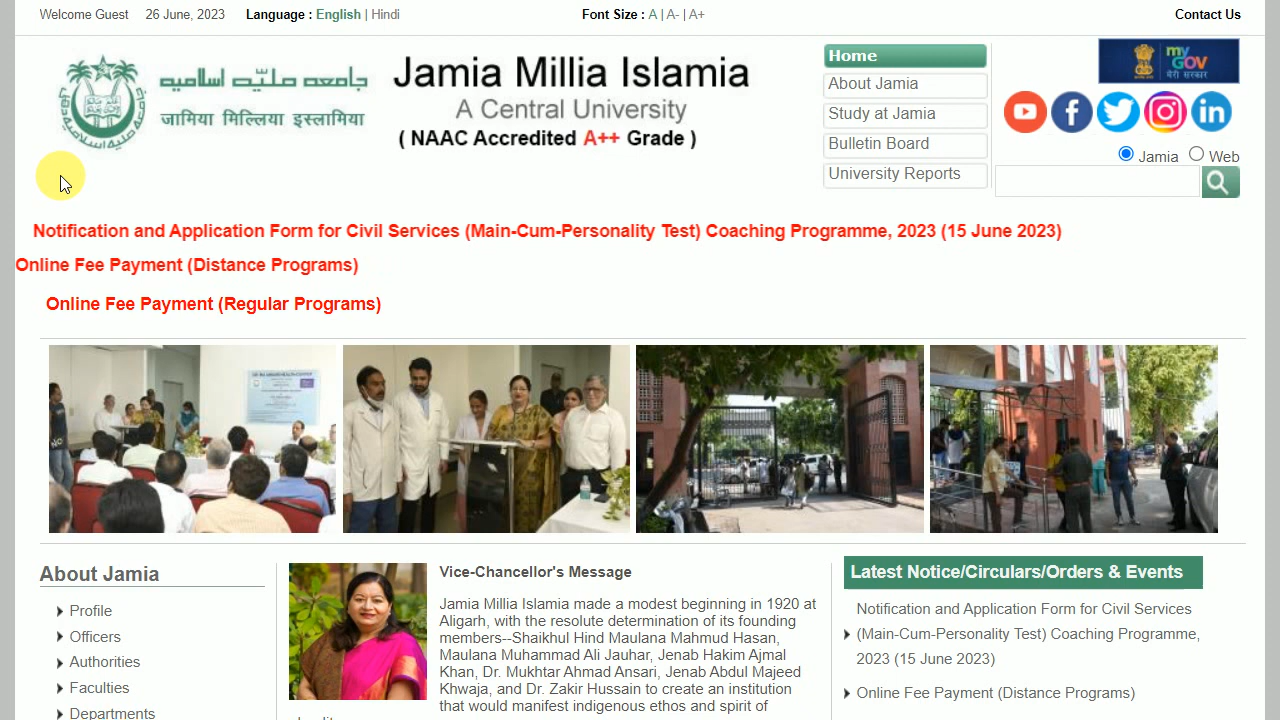 Welcome Guest 26 June, 2023 Language : English | Hindi Font Size : A | A- | A+ Contact Us
جامعہ ملیّہ اسلامیہ
जामिया मिल्लिया इस्लामिया
Jamia Millia Islamia
A Central University
( NAAC Accredited A++ Grade )
Home
About Jamia
Study at Jamia
Bulletin Board
University Reports
my
GOV
मेरी सरकार
Jamia Web
Notification and Application Form for Civil Services (Main-Cum-Personality Test) Coaching Programme, 2023 (15 June 2023)
Online Fee Payment (Distance Programs)
Online Fee Payment (Regular Programs)
About Jamia
Profile
Officers
Authorities
Faculties
Departments
Vice-Chancellor's Message
Jamia Millia Islamia made a modest beginning in 1920 at
Aligarh, with the resolute determination of its founding
members--Shaikhul Hind Maulana Mahmud Hasan,
Maulana Muhammad Ali Jauhar, Jenab Hakim Ajmal
Khan, Dr. Mukhtar Ahmad Ansari, Jenab Abdul Majeed
Khwaja, and Dr. Zakir Hussain to create an institution
that would manifest indigenous ethos and spirit of
Latest Notice/Circulars/Orders & Events
Notification and Application Form for Civil Services
(Main-Cum-Personality Test) Coaching Programme,
2023 (15 June 2023)
Online Fee Payment (Distance Programs)